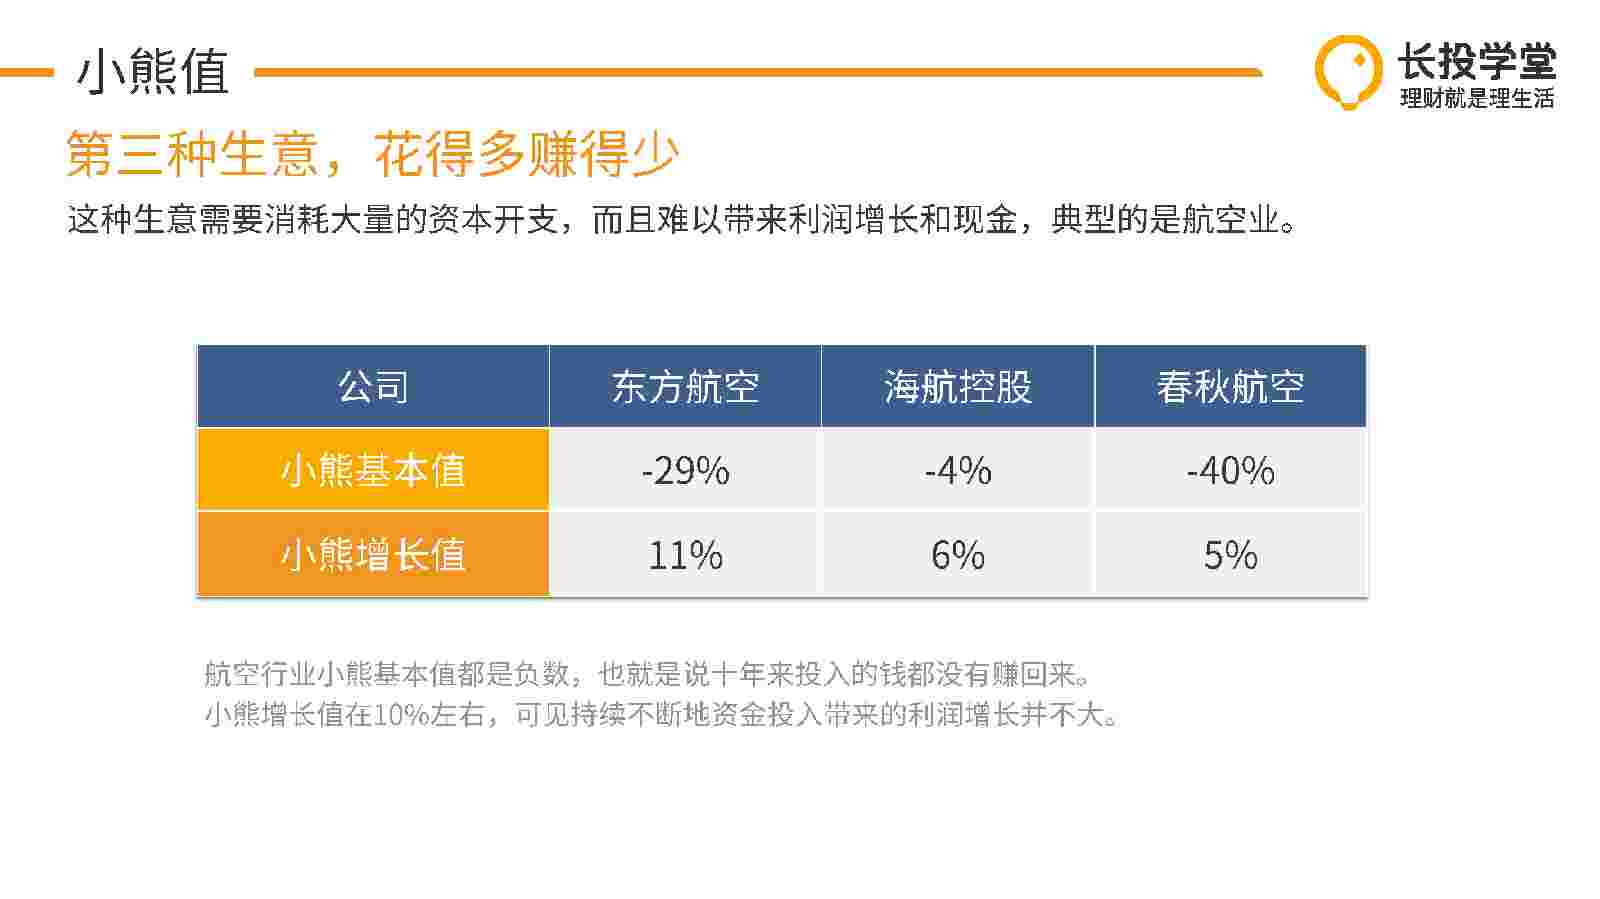 小熊值
长投学堂
理财就是理生活
第三种生意，花得多赚得少
这种生意需要消耗大量的资本开支，而且难以带来利润增长和现金，典型的是航空业。
公司 东方航空 海航控股 春秋航空
小熊基本值 -29% -4% -40%
小熊增长值 11% 6% 5%
航空行业小熊基本值都是负数，也就是说十年来投入的钱都没有赚回来。
小熊增长值在10%左右，可见持续不断地资金投入带来的利润增长并不大。